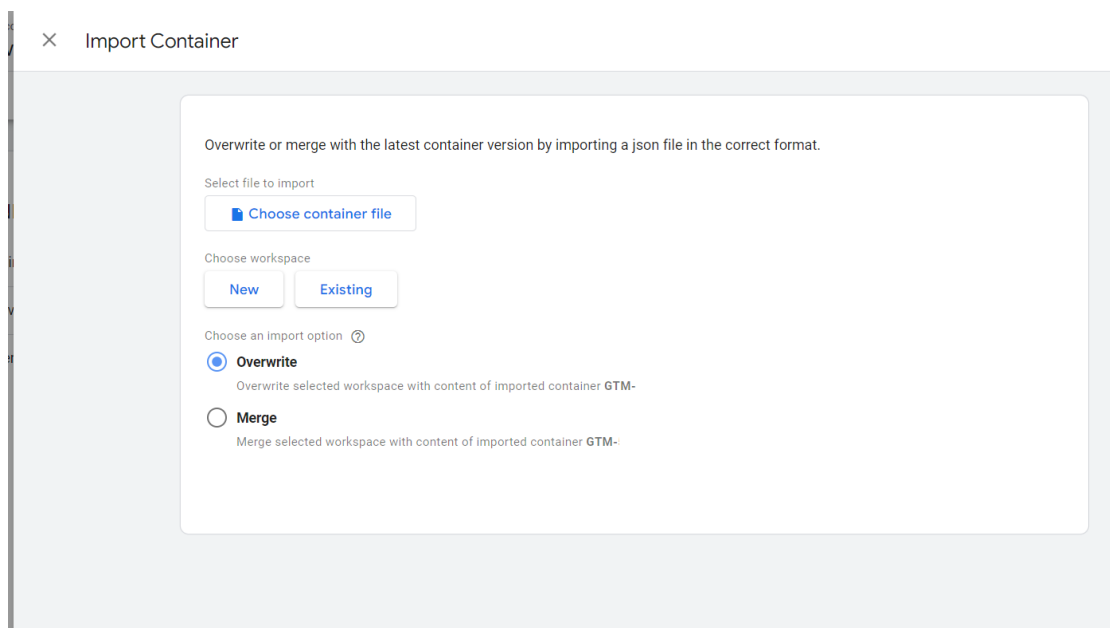 Import Container
Overwrite or merge with the latest container version by importing a json file in the correct format.
Select file to import
Choose container file
Choose workspace
New
Existing
Choose an import option
Overwrite
Overwrite selected workspace with content of imported container GTM-
Merge
Merge selected workspace with content of imported container GTM-